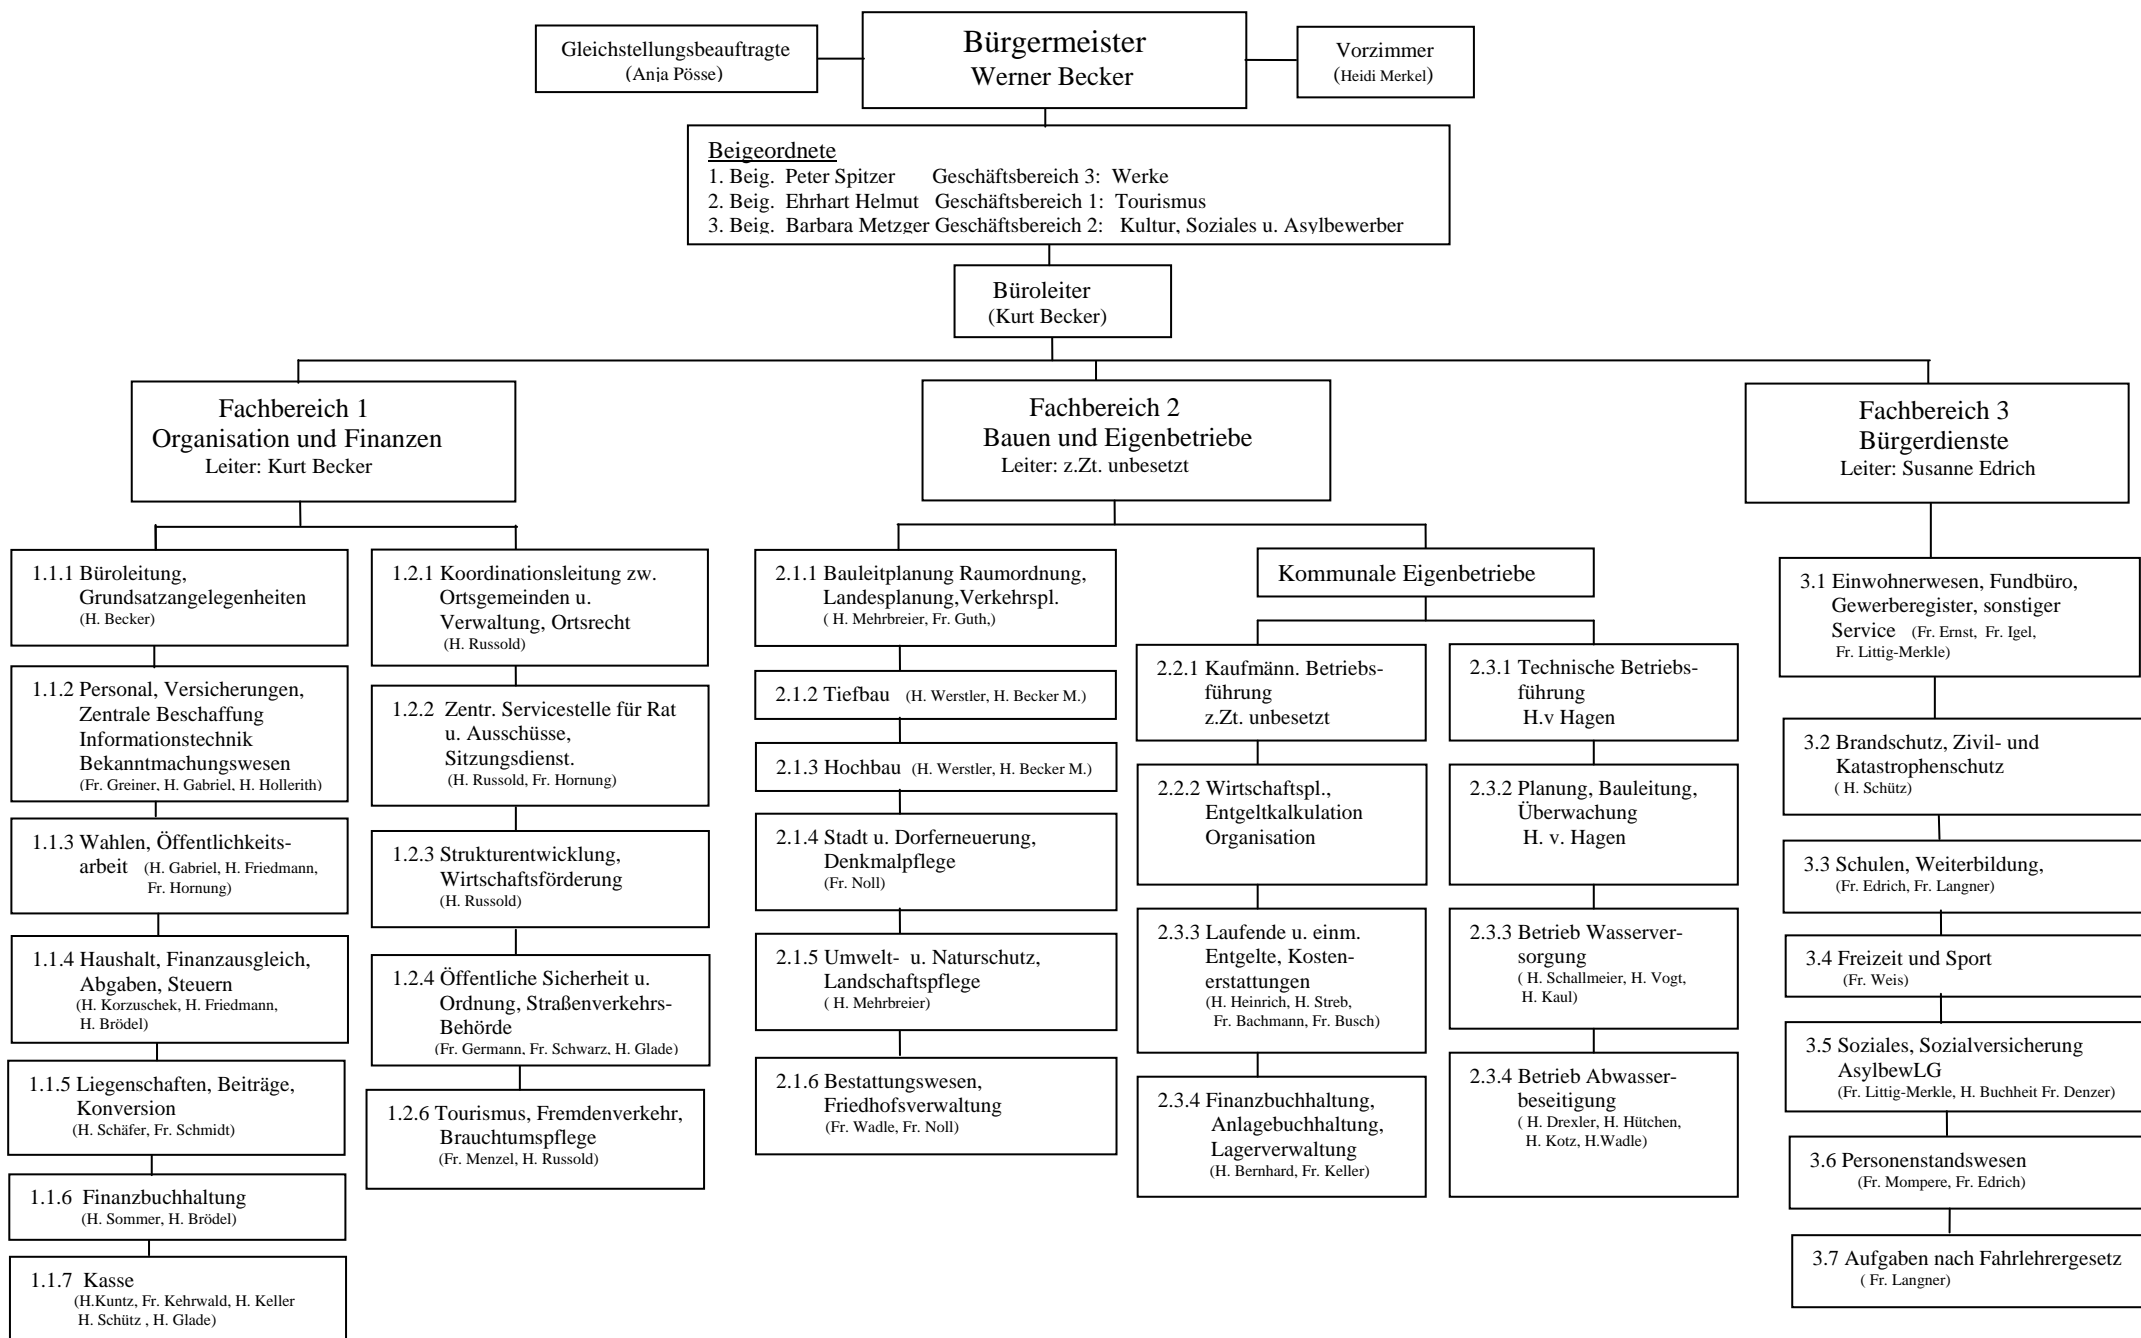 Gleichstellungsbeauftragte
(Anja Pösse)
Bürgermeister
Werner Becker
Vorzimmer
(Heidi Merkel)
Beigeordnete
1. Beig. Peter Spitzer Geschäftsbereich 3: Werke
2. Beig. Ehrhart Helmut Geschäftsbereich 1: Tourismus
3. Beig. Barbara Metzger Geschäftsbereich 2: Kultur, Soziales u. Asylbewerber
Büroleiter
(Kurt Becker)
Fachbereich 1
Organisation und Finanzen
Leiter: Kurt Becker
Fachbereich 2
Bauen und Eigenbetriebe
Leiter: z.Zt. unbesetzt
Fachbereich 3
Bürgerdienste
Leiter: Susanne Edrich
1.1.1 Büroleitung,
Grundsatzangelegenheiten
(H. Becker)
1.1.2 Personal, Versicherungen,
Zentrale Beschaffung
Informationstechnik
Bekanntmachungswesen
(Fr. Greiner, H. Gabriel, H. Hollerith)
1.1.3 Wahlen, Öffentlichkeits-
arbeit (H. Gabriel, H. Friedmann,
Fr. Hornung)
1.1.4 Haushalt, Finanzausgleich,
Abgaben, Steuern
(H. Korzuschek, H. Friedmann,
H. Brödel)
1.1.5 Liegenschaften, Beiträge,
Konversion
(H. Schäfer, Fr. Schmidt)
1.1.6 Finanzbuchhaltung
(H. Sommer, H. Brödel)
1.1.7 Kasse
(H.Kuntz, Fr. Kehrwald, H. Keller
H. Schütz , H. Glade)
1.2.1 Koordinationsleitung zw.
Ortsgemeinden u.
Verwaltung, Ortsrecht
(H. Russold)
1.2.2 Zentr. Servicestelle für Rat
u. Ausschüsse,
Sitzungsdienst.
(H. Russold, Fr. Hornung)
1.2.3 Strukturentwicklung,
Wirtschaftsförderung
(H. Russold)
1.2.4 Öffentliche Sicherheit u.
Ordnung, Straßenverkehrs-
Behörde
(Fr. Germann, Fr. Schwarz, H. Glade)
1.2.6 Tourismus, Fremdenverkehr,
Brauchtumspflege
(Fr. Menzel, H. Russold)
2.1.1 Bauleitplanung Raumordnung,
Landesplanung,Verkehrspl.
( H. Mehrbreier, Fr. Guth,)
2.1.2 Tiefbau (H. Werstler, H. Becker M.)
2.1.3 Hochbau (H. Werstler, H. Becker M.)
2.1.4 Stadt u. Dorferneuerung,
Denkmalpflege
(Fr. Noll)
2.1.5 Umwelt- u. Naturschutz,
Landschaftspflege
( H. Mehrbreier)
2.1.6 Bestattungswesen,
Friedhofsverwaltung
(Fr. Wadle, Fr. Noll)
Kommunale Eigenbetriebe
2.2.1 Kaufmänn. Betriebs-
führung
z.Zt. unbesetzt
2.2.2 Wirtschaftspl.,
Entgeltkalkulation
Organisation
2.3.3 Laufende u. einm.
Entgelte, Kosten-
erstattungen
(H. Heinrich, H. Streb,
Fr. Bachmann, Fr. Busch)
2.3.4 Finanzbuchhaltung,
Anlagebuchhaltung,
Lagerverwaltung
(H. Bernhard, Fr. Keller)
2.3.1 Technische Betriebs-
führung
H.v Hagen
2.3.2 Planung, Bauleitung,
Überwachung
H. v. Hagen
2.3.3 Betrieb Wasserver-
sorgung
( H. Schallmeier, H. Vogt,
H. Kaul)
2.3.4 Betrieb Abwasser-
beseitigung
( H. Drexler, H. Hütchen,
H. Kotz, H.Wadle)
3.1 Einwohnerwesen, Fundbüro,
Gewerberegister, sonstiger
Service (Fr. Ernst, Fr. Igel,
Fr. Littig-Merkle)
3.2 Brandschutz, Zivil- und
Katastrophenschutz
( H. Schütz)
3.3 Schulen, Weiterbildung,
(Fr. Edrich, Fr. Langner)
3.4 Freizeit und Sport
(Fr. Weis)
3.5 Soziales, Sozialversicherung
AsylbewLG
(Fr. Littig-Merkle, H. Buchheit Fr. Denzer)
3.6 Personenstandswesen
(Fr. Mompere, Fr. Edrich)
3.7 Aufgaben nach Fahrlehrergesetz
( Fr. Langner)